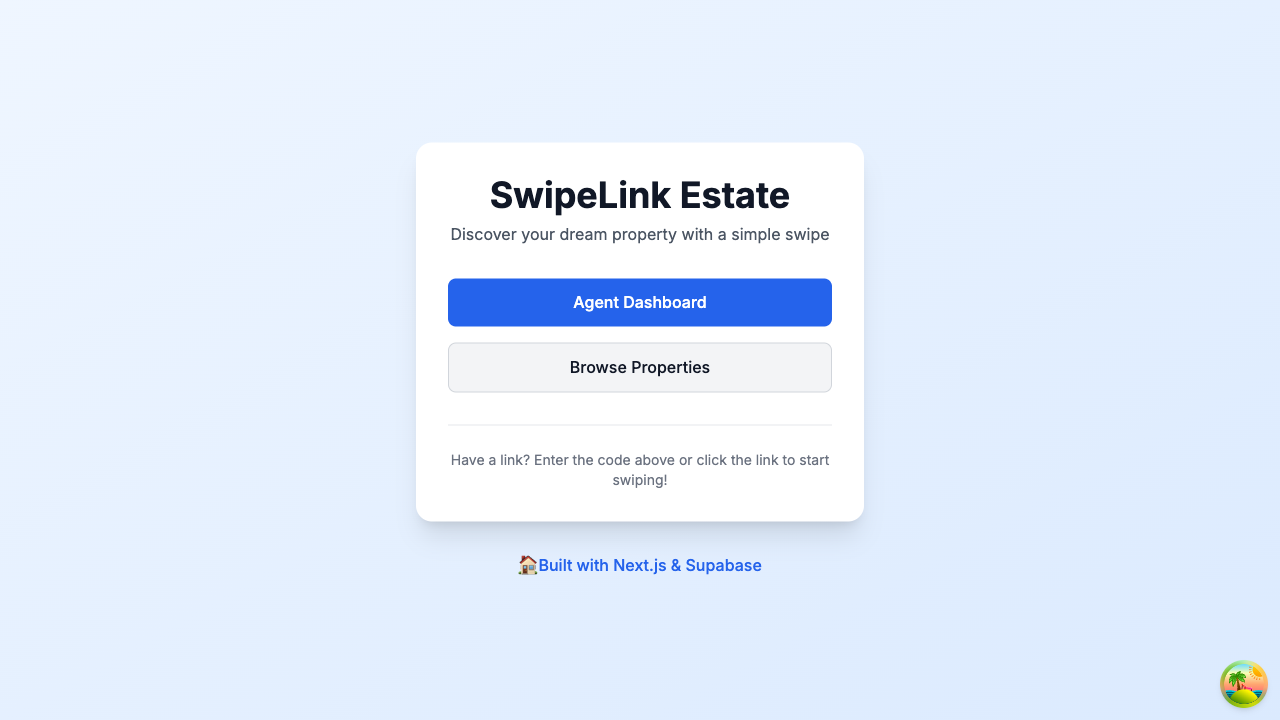 SwipeLink Estate
Discover your dream property with a simple swipe
Agent Dashboard
Browse Properties
Have a link? Enter the code above or click the link to start
swiping!
🏠Built with Next.js & Supabase